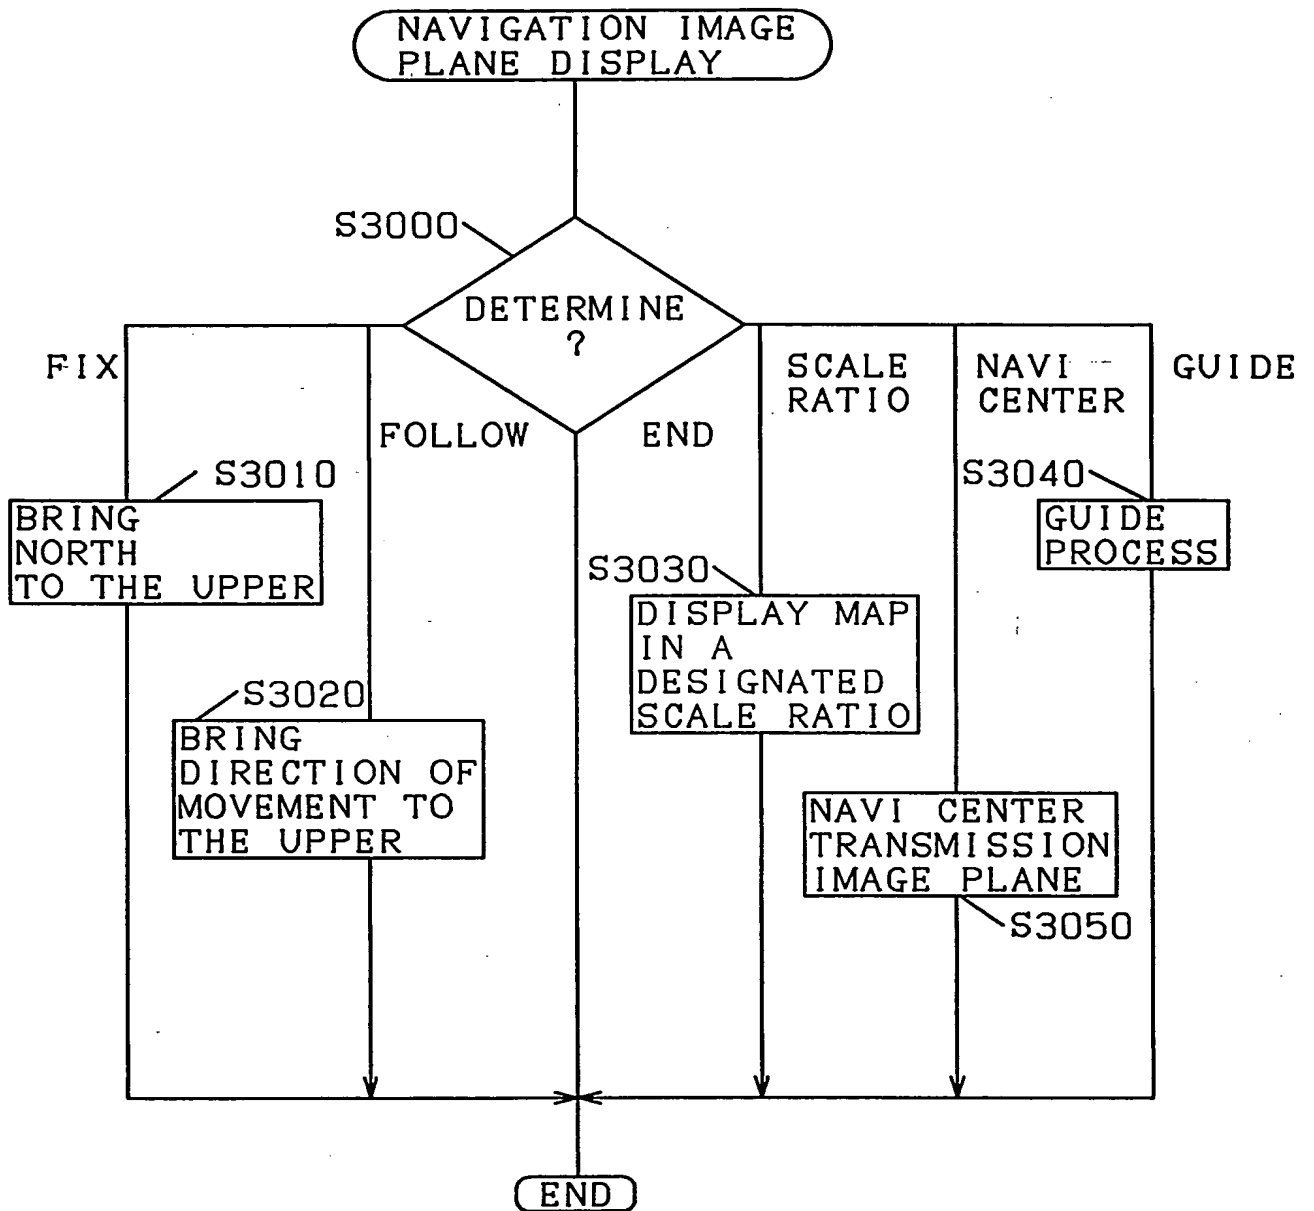 NAVIGATION IMAGE
PLANE DISPLAY
S3000
DETERMINE
?
FIX
FOLLOW
END
SCALE
RATIO
NAVI
CENTER
GUIDE
S3010
BRING
NORTH
TO THE UPPER
S3020
BRING
DIRECTION OF
MOVEMENT TO
THE UPPER
S3030
DISPLAY MAP
IN A
DESIGNATED
SCALE RATIO
S3040
GUIDE
PROCESS
NAVI CENTER
TRANSMISSION
IMAGE PLANE
S3050
END